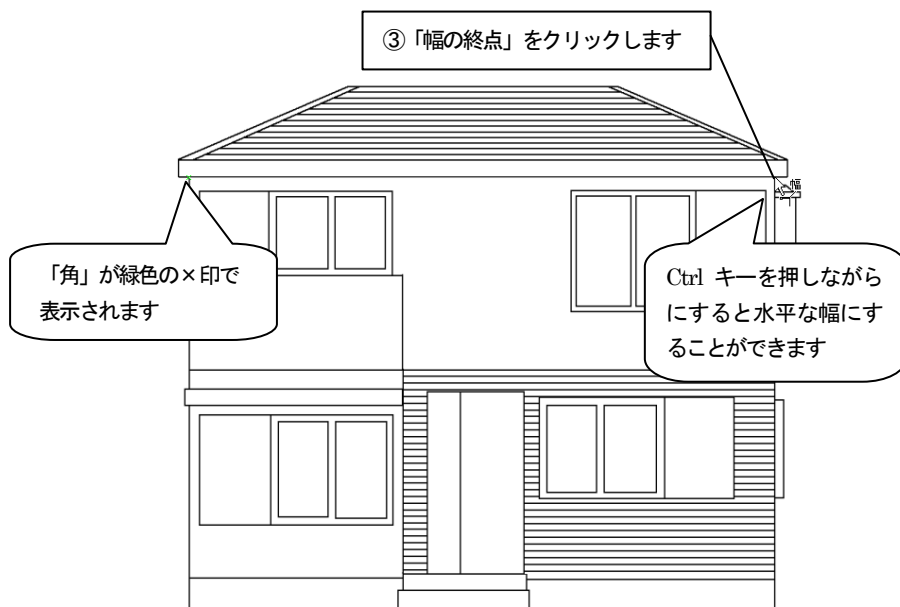 ③「幅の終点」をクリックします
幅
「角」が緑色の×印で
表示されます
Ctrl キーを押しながら
にすると水平な幅にす
ることができます